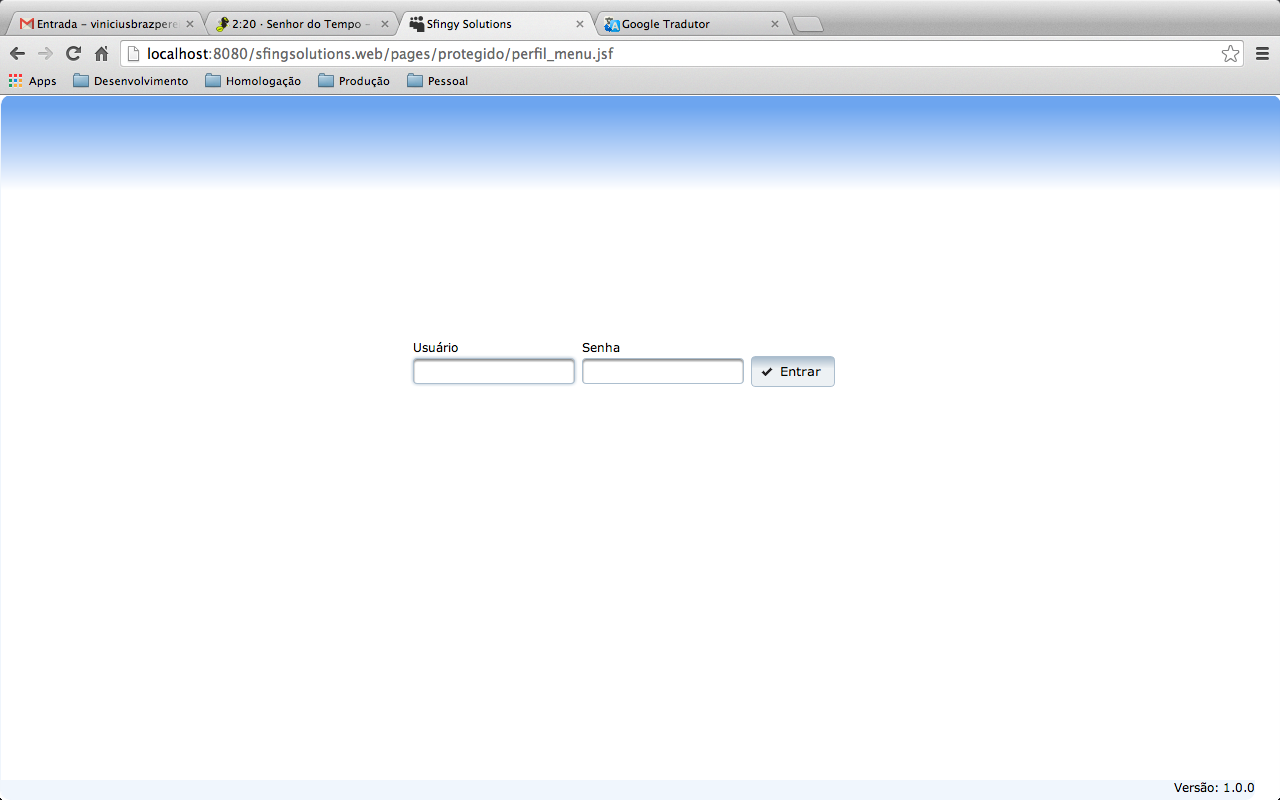 Entrada – viniciusbrazpere
2:20 · Senhor do Tempo –
Sfingy Solutions
Google Tradutor
localhost:8080/sfingsolutions.web/pages/protegido/perfil_menu.jsf
Apps Desenvolvimento Homologação Produção Pessoal
Usuário Senha
Entrar
Versão: 1.0.0